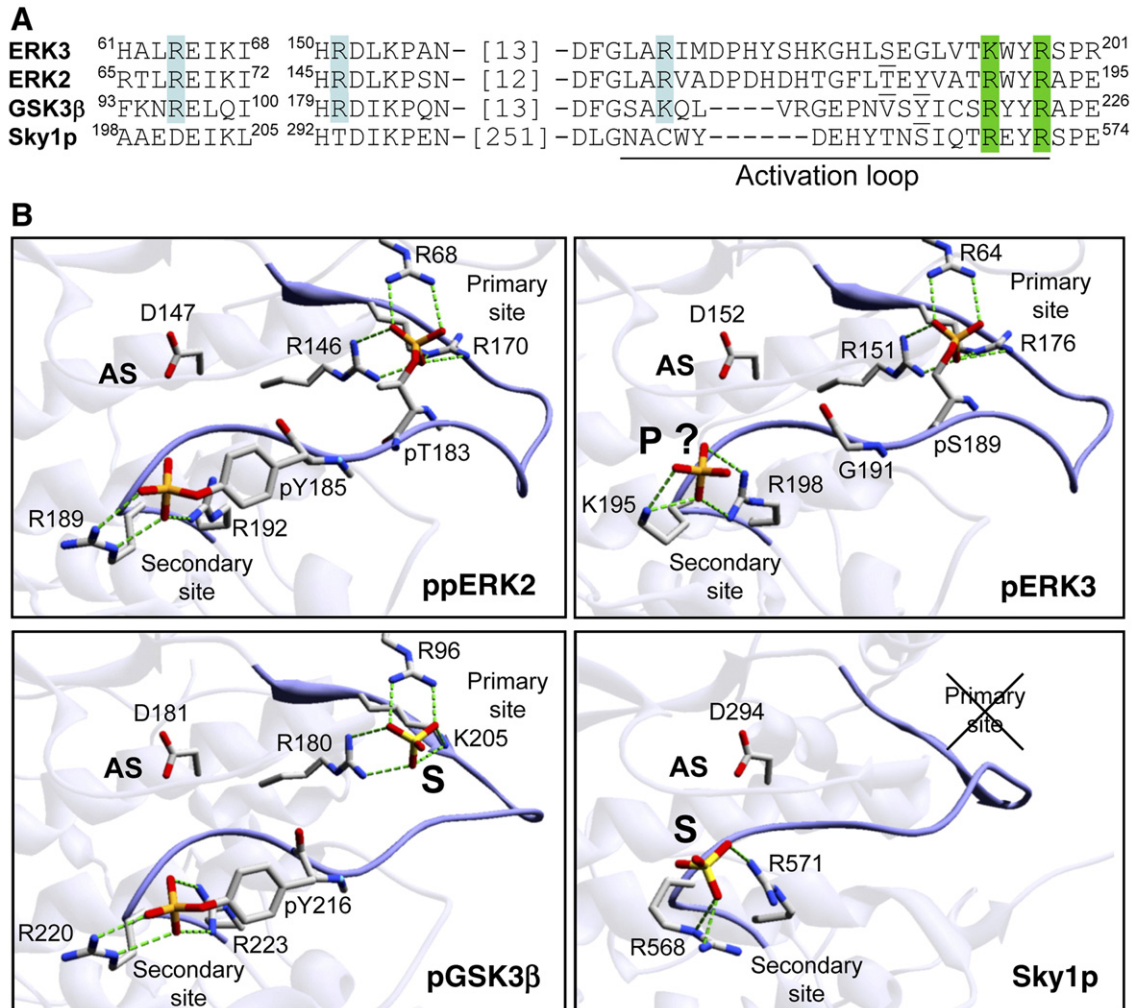 A
ERK3 61HALREIKI68 150HRDLKPAN- [13] -DFGLARIMDPHYSHKGHLSEGLVTKWYRSPR201
ERK2 65RTLREIKI72 145HRDLKPSN- [12] -DFGLARVADPDHDHTGFLTEYVATRWYRAPE195
GSK3β 93FKNRELQI100 179HRDIKPQN- [13] -DFGSAKQL----VRGEPNVSYICSRYYRAPE226
Sky1p 198AAEDEIKL205 292HTDIKPEN- [251] -DLGNACWY------DEHYTNSIQTREYRSPE574
Activation loop
B
R68
Primary site
D147
R146
R170
AS
pT183
pY185
R189
R192
Secondary site
ppERK2
R64
Primary site
D152
R151
R176
AS
P ?
pS189
G191
K195
R198
Secondary site
pERK3
R96
Primary site
D181
R180
K205
AS
S
pY216
R220
R223
Secondary site
pGSK3β
Primary site
D294
AS
S
R571
R568
Secondary site
Sky1p